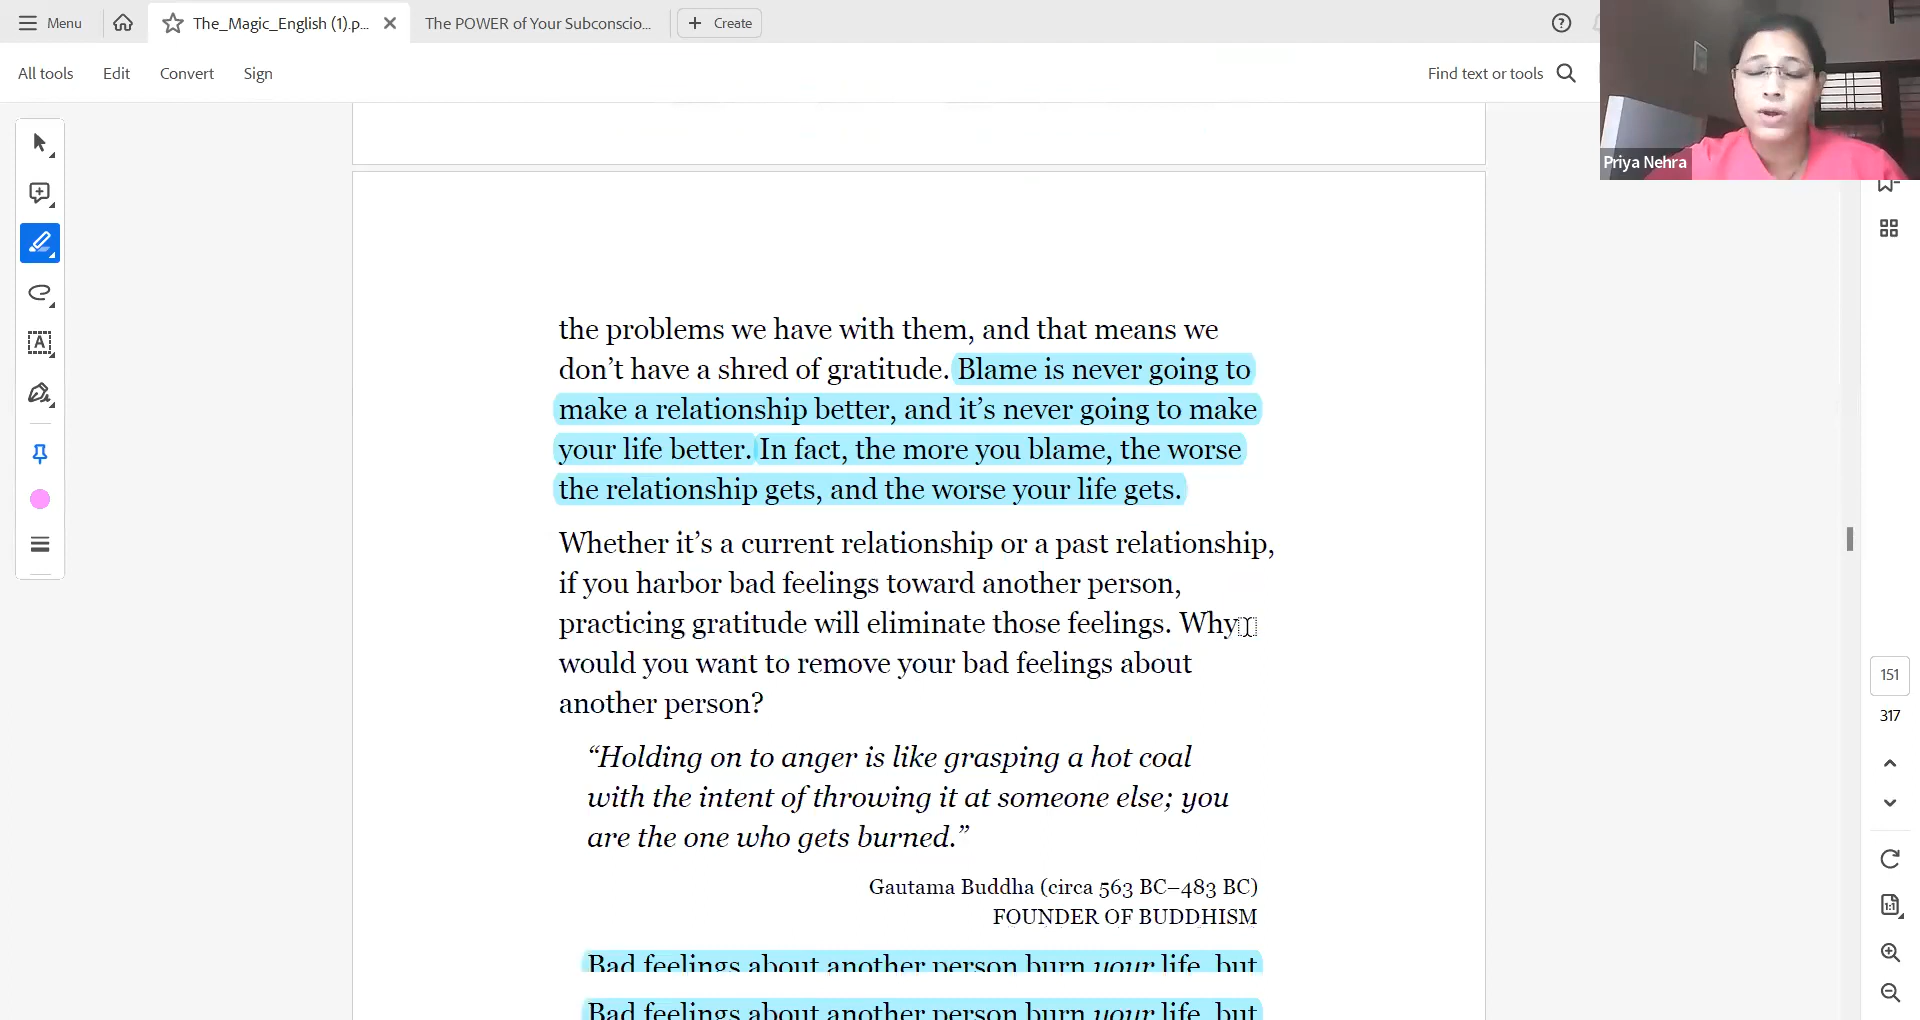 Menu
The_Magic_English (1).p...
The POWER of Your Subconscio...
Create
All tools
Edit
Convert
Sign
Find text or tools
Priya Nehra
the problems we have with them, and that means we
don’t have a shred of gratitude. Blame is never going to
make a relationship better, and it’s never going to make
your life better. In fact, the more you blame, the worse
the relationship gets, and the worse your life gets.
Whether it’s a current relationship or a past relationship,
if you harbor bad feelings toward another person,
practicing gratitude will eliminate those feelings. Why
would you want to remove your bad feelings about
another person?
“Holding on to anger is like grasping a hot coal
with the intent of throwing it at someone else; you
are the one who gets burned.”
Gautama Buddha (circa 563 BC–483 BC)
FOUNDER OF BUDDHISM
Bad feelings about another person burn your life, but
Bad feelings about another person burn your life, but
151
317
1:1